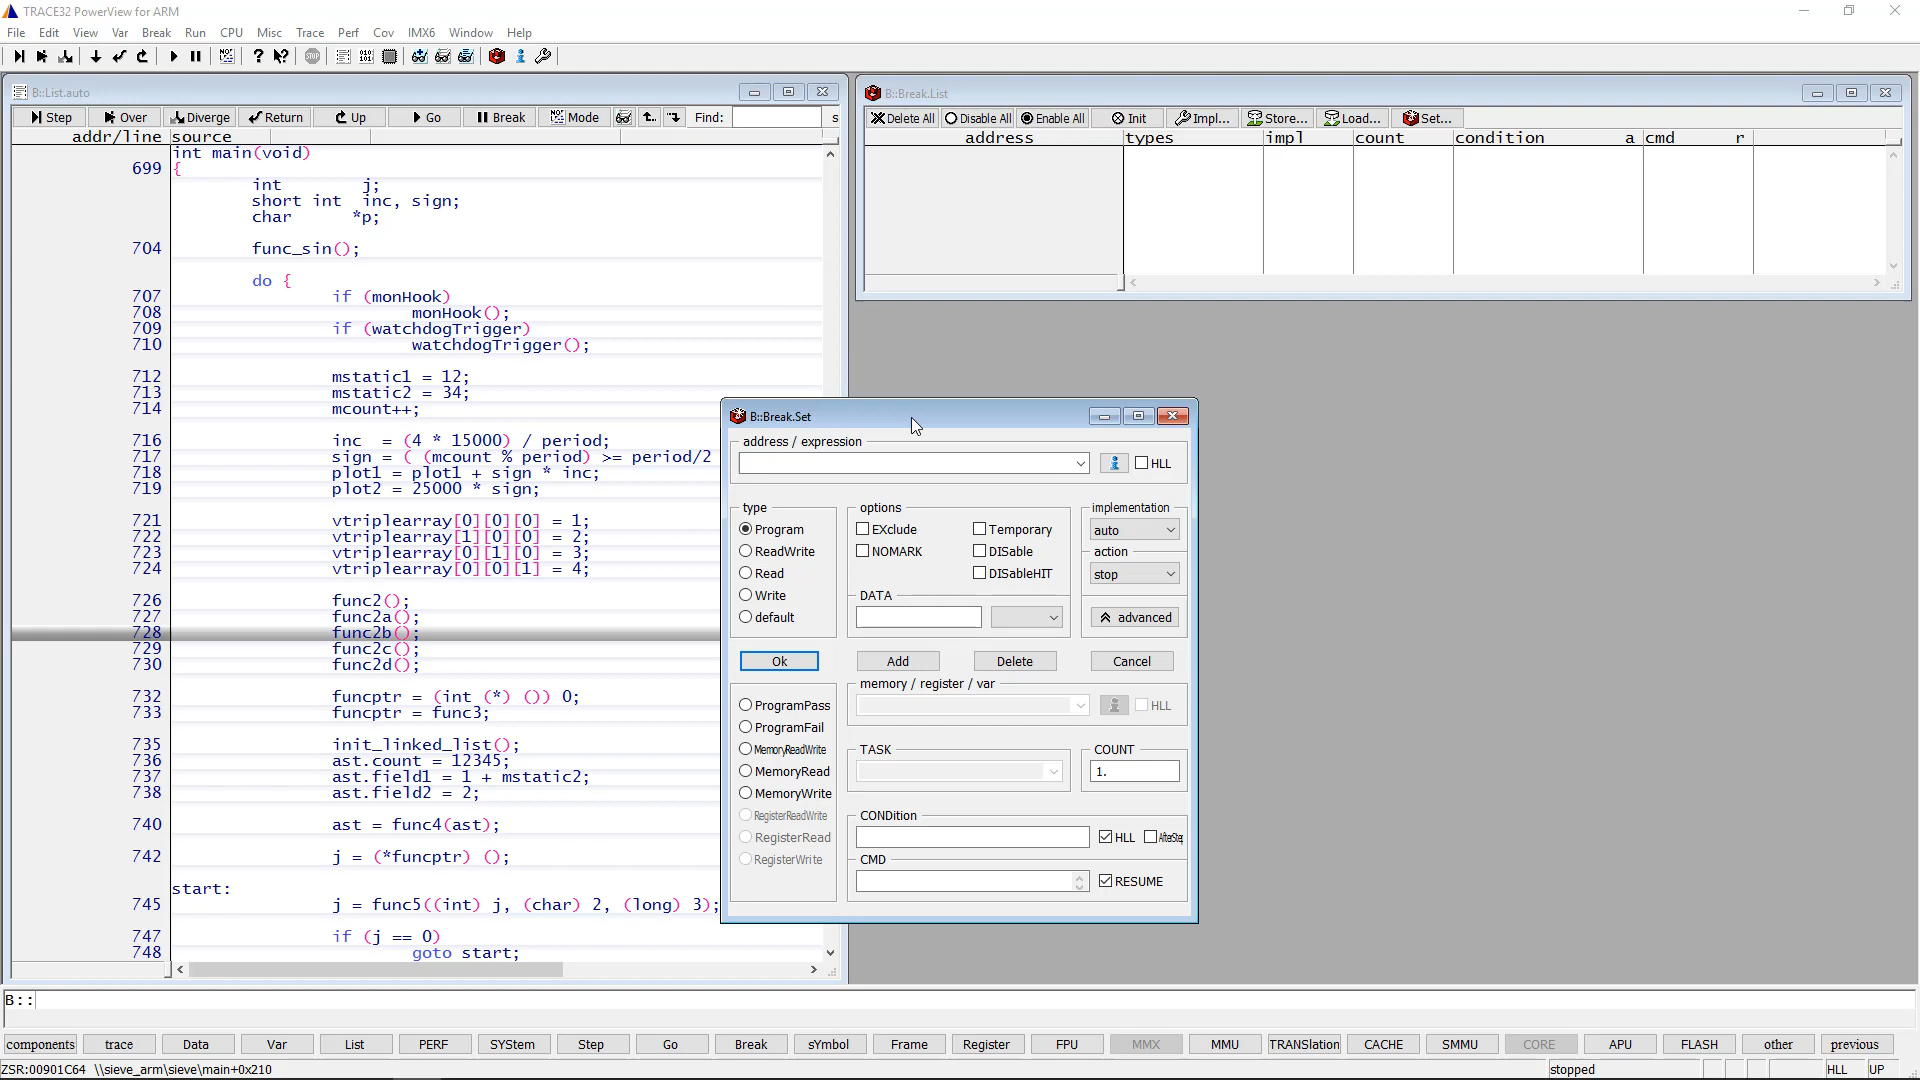 TRACE32 PowerView for ARM
File Edit View Var Break Run CPU Misc Trace Perf Cov IMX6 Window Help
B::List.auto
Step Over Diverge Return Up Go Break Mode Find:
addr/line source
int main(void)
699 {
int j;
short int inc, sign;
char *p;
704 func_sin();
do {
707 if (monHook)
708 monHook();
709 if (watchdogTrigger)
710 watchdogTrigger();
712 mstatic1 = 12;
713 mstatic2 = 34;
714 mcount++;
716 inc = (4 * 15000) / period;
717 sign = ( (mcount % period) >= period/2
718 plot1 = plot1 + sign * inc;
719 plot2 = 25000 * sign;
721 vtriplearray[0][0][0] = 1;
722 vtriplearray[1][0][0] = 2;
723 vtriplearray[0][1][0] = 3;
724 vtriplearray[0][0][1] = 4;
726 func2();
727 func2a();
728 func2b();
729 func2c();
730 func2d();
732 funcptr = (int (*) ()) 0;
733 funcptr = func3;
735 init_linked_list();
736 ast.count = 12345;
737 ast.field1 = 1 + mstatic2;
738 ast.field2 = 2;
740 ast = func4(ast);
742 j = (*funcptr) ();
start:
745 j = func5((int) j, (char) 2, (long) 3);
747 if (j == 0)
748 goto start;
B::Break.List
Delete All Disable All Enable All Init Impl... Store... Load... Set...
address types impl count condition a cmd r
B::Break.Set
address / expression
HLL
type options implementation
Program EXclude Temporary auto
ReadWrite NOMARK DISable action
Read DISableHIT stop
Write DATA
default advanced
Ok Add Delete Cancel
memory / register / var
ProgramPass HLL
ProgramFail
MemoryReadWrite TASK COUNT
MemoryRead 1.
MemoryWrite
RegisterReadWrite CONDition
RegisterRead HLL AfterStep
RegisterWrite CMD
RESUME
B::
components trace Data Var List PERF SYStem Step Go Break sYmbol Frame Register FPU MMX MMU TRANSlation CACHE SMMU CORE APU FLASH other previous
ZSR:00901C64 \\sieve_arm\sieve\main+0x210 stopped HLL UP